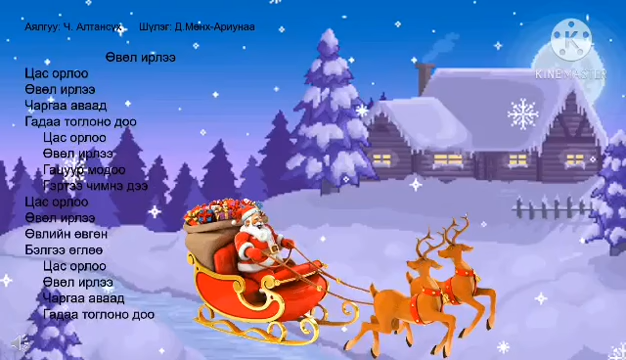 Аялгуу: Ч. Алтансүх Шүлэг: Д.Мөнх-Ариунаа
Өвөл ирлээ
Цас орлоо
Өвөл ирлээ
Чаргаа аваад
Гадаа тоглоно доо
Цас орлоо
Өвөл ирлээ
Гацуур модоо
Гэртээ чимнэ дээ
Цас орлоо
Өвөл ирлээ
Өвлийн өвгөн
Бэлгээ өглөө
Цас орлоо
Өвөл ирлээ
Чаргаа аваад
Гадаа тоглоно доо
KINEMASTER